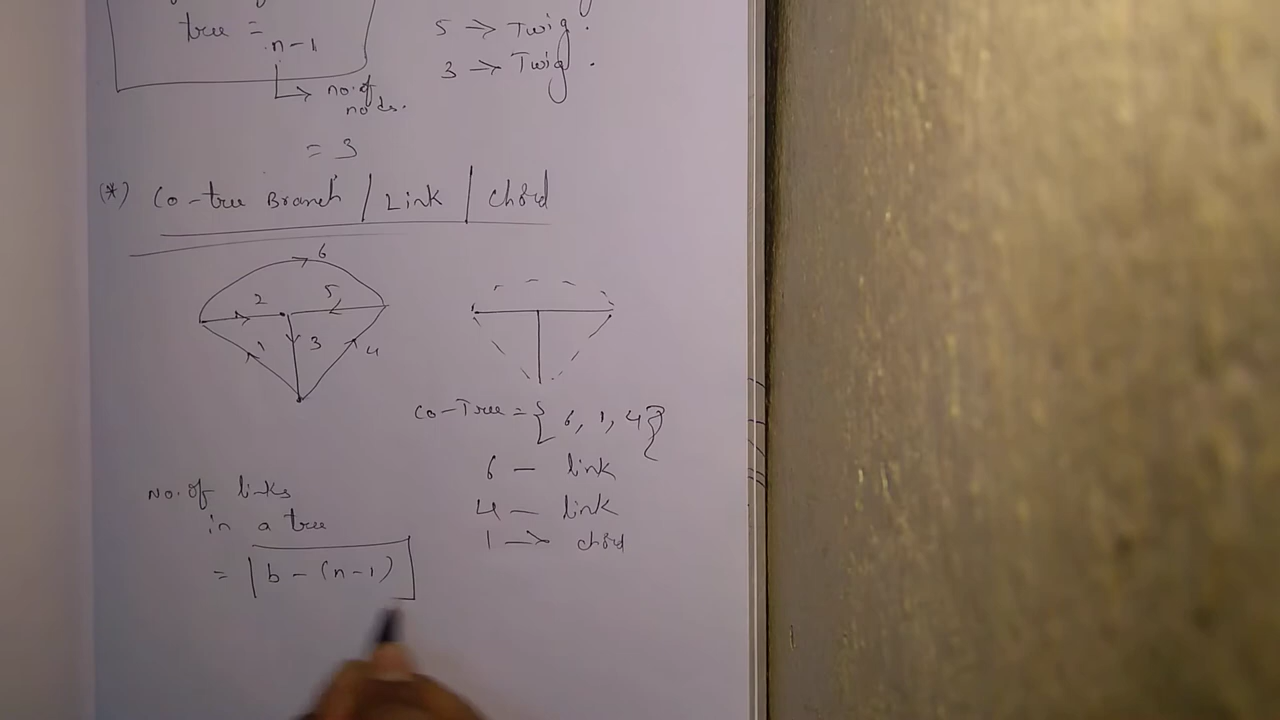 tree = n-1
→ no. of
nodes.
= 3
5 → Twig.
3 → Twig.
(*) Co-tree Branch / Link / chord
6
2 5
1 3 4
Co-Tree = { 6, 1, 4 }
6 — link
4 — link
1 → chord
No. of links
in a tree
= b - (n-1)